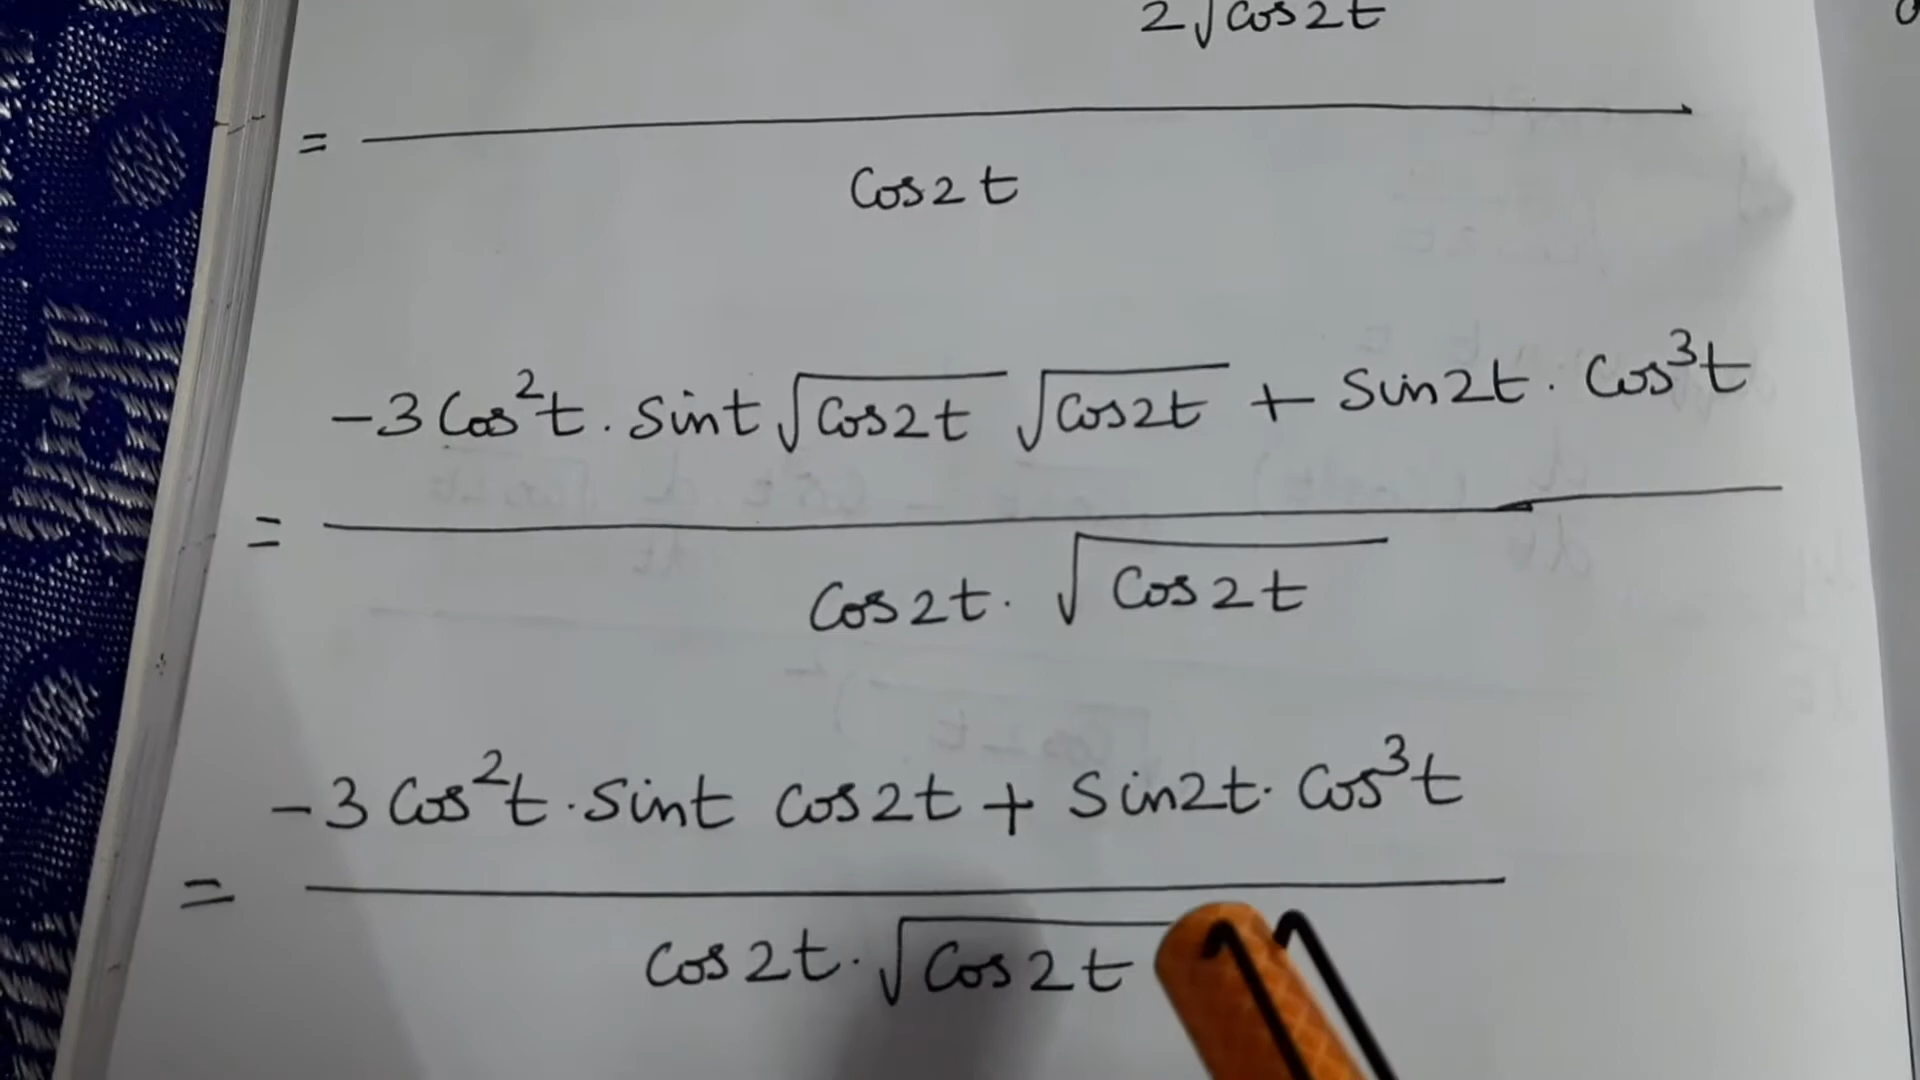 2√cos2t
=
cos2t
-3cos²t.sint√cos2t √cos2t + sin2t.cos³t
=
cos2t.√cos2t
-3cos²t.sint cos2t + sin2t.cos³t
=
cos2t.√cos2t